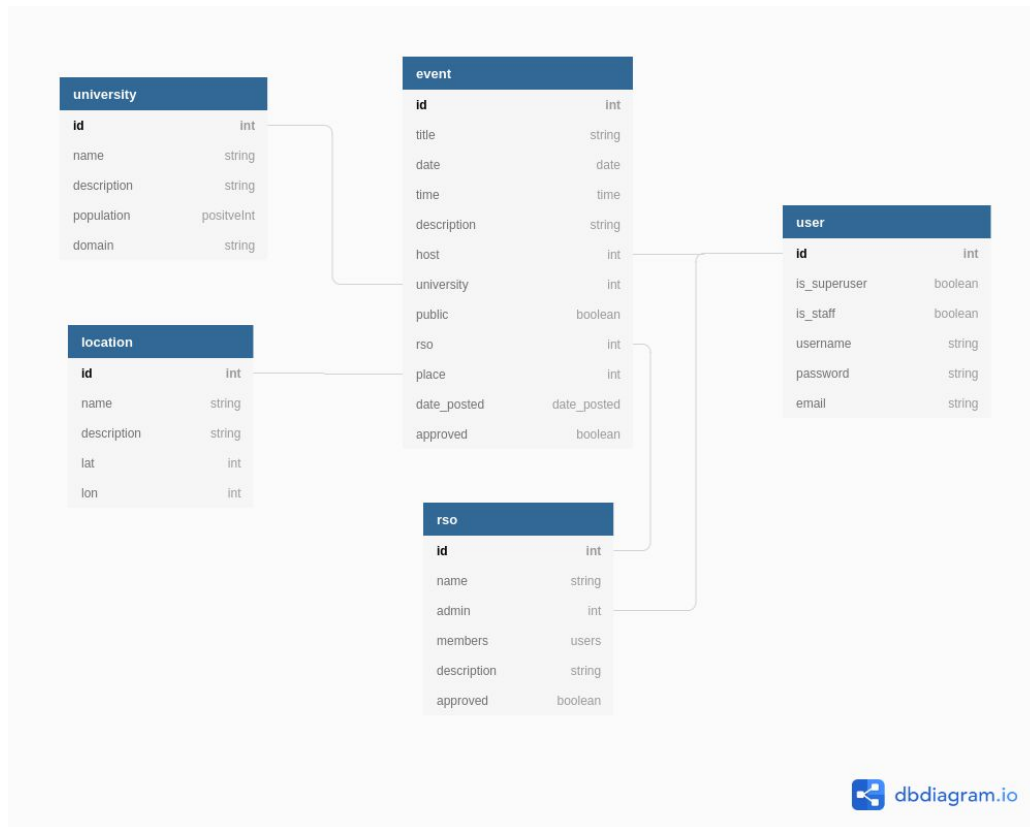 university
id int
name string
description string
population positveInt
domain string
location
id int
name string
description string
lat int
lon int
event
id int
title string
date date
time time
description string
host int
university int
public boolean
rso int
place int
date_posted date_posted
approved boolean
rso
id int
name string
admin int
members users
description string
approved boolean
user
id int
is_superuser boolean
is_staff boolean
username string
password string
email string
dbdiagram.io